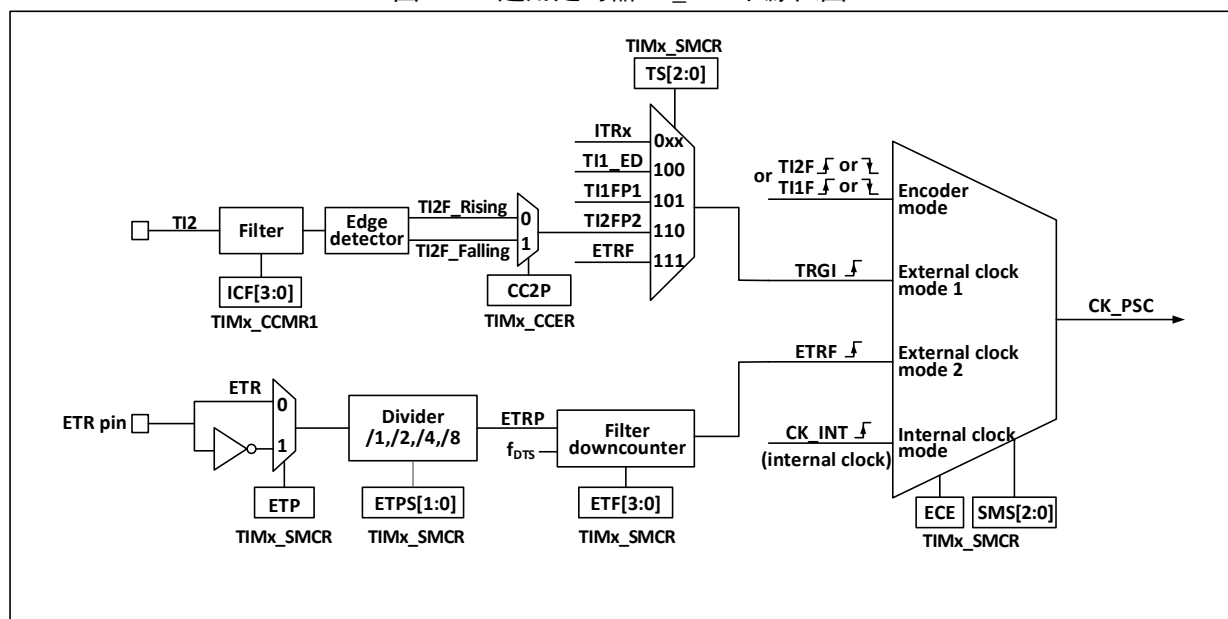 TIMx_SMCR
TS[2:0]
ITRx
0xx
TI1_ED
100
TI1FP1
101
TI2FP2
110
ETRF
111
TI2
Filter
Edge
detector
TI2F_Rising
TI2F_Falling
0
1
ICF[3:0]
TIMx_CCMR1
CC2P
TIMx_CCER
or TI2F or
TI1F or
Encoder
mode
TRGI
External clock
mode 1
ETRF
External clock
mode 2
CK_INT
(internal clock)
Internal clock
mode
CK_PSC
ECE
SMS[2:0]
TIMx_SMCR
ETR pin
ETR
0
1
ETP
TIMx_SMCR
Divider
/1,/2,/4,/8
ETPS[1:0]
TIMx_SMCR
ETRP
fDTS
Filter
downcounter
ETF[3:0]
TIMx_SMCR